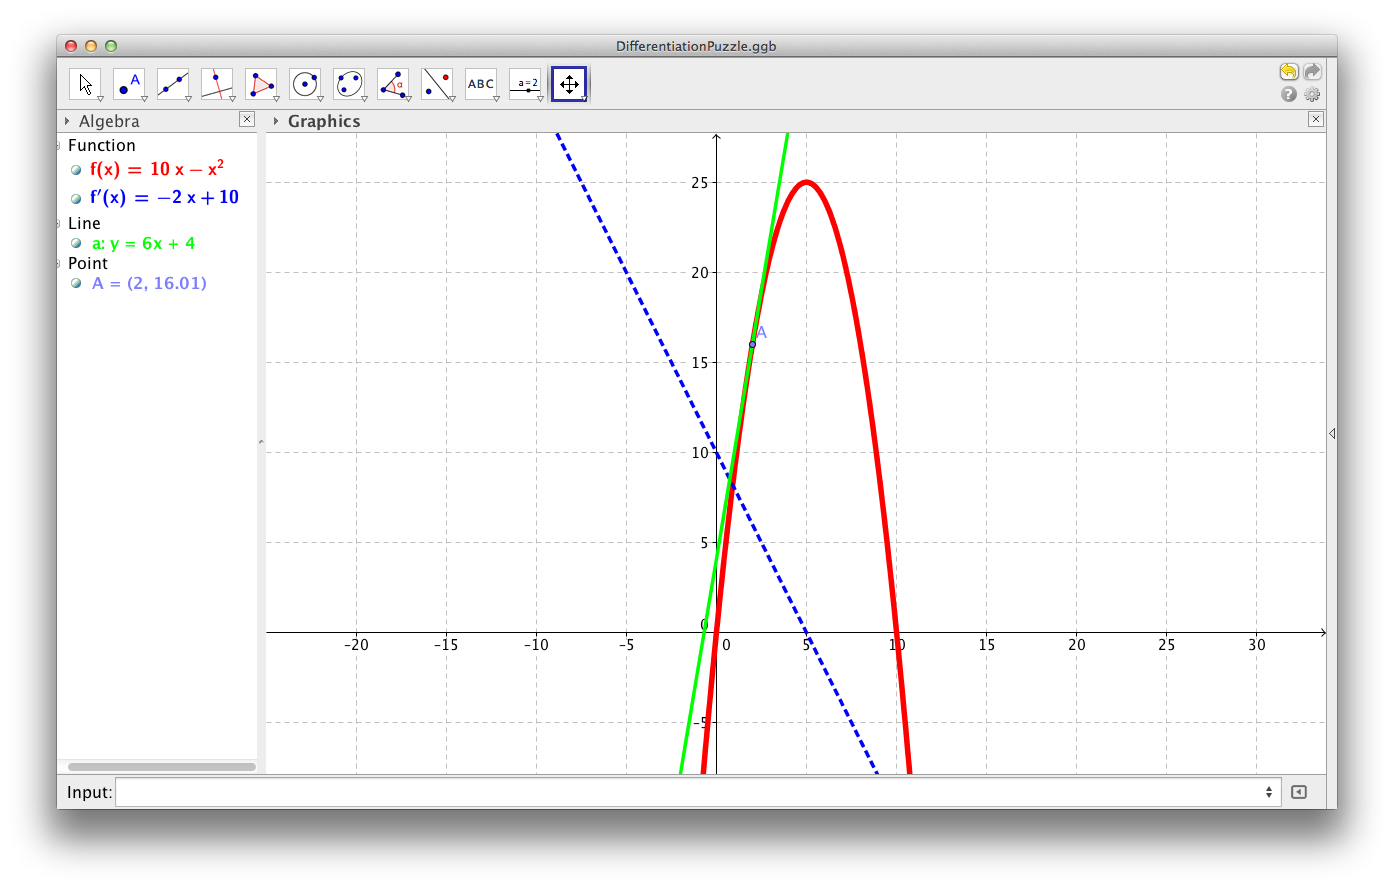 DifferentiationPuzzle.ggb
A
α
ABC
a=2
?
Algebra
Graphics
Function
f(x) = 10 x − x²
f′(x) = −2 x + 10
Line
a: y = 6x + 4
Point
A = (2, 16.01)
25
20
15
A
10
5
0
−20 −15 −10 −5 0 5 10 15 20 25 30
−5
Input: